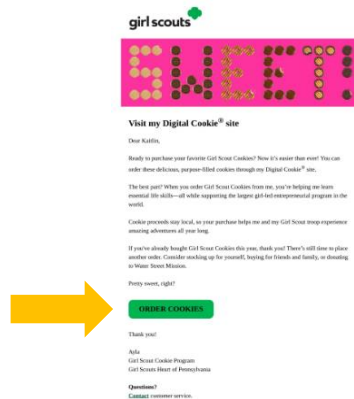 girl scouts
SWEET!
Visit my Digital Cookie® site
Dear Kaitlin,
Ready to purchase your favorite Girl Scout Cookies? Now it's easier than ever! You can
order these delicious, purpose-filled cookies through my Digital Cookie® site.
The best part? When you order Girl Scout Cookies from me, you're helping me learn
essential life skills—all while supporting the largest girl-led entrepreneurial program in the
world.
Cookie proceeds stay local, so your purchase helps me and my Girl Scout troop experience
amazing adventures all year long.
If you've already bought Girl Scout Cookies this year, thank you! There's still time to place
another order. Consider stocking up for yourself, buying for friends and family, or donating
to Water Street Mission.
Pretty sweet, right?
ORDER COOKIES
Thank you!
Ayla
Girl Scout Cookie Program
Girl Scouts Heart of Pennsylvania
Questions?
Contact customer service.